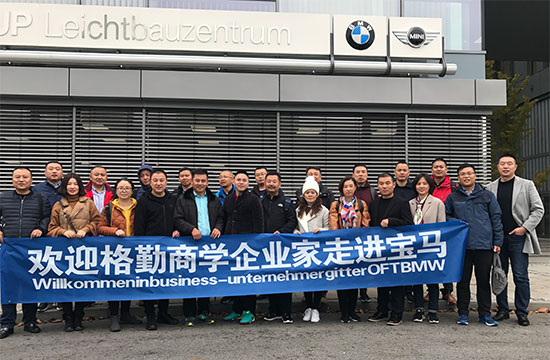 UP Leichtbauzentrum
BMW
MINI
欢迎格勤商学企业家走进宝马
Willkommeninbusiness-unternehmergitterOFTBMW